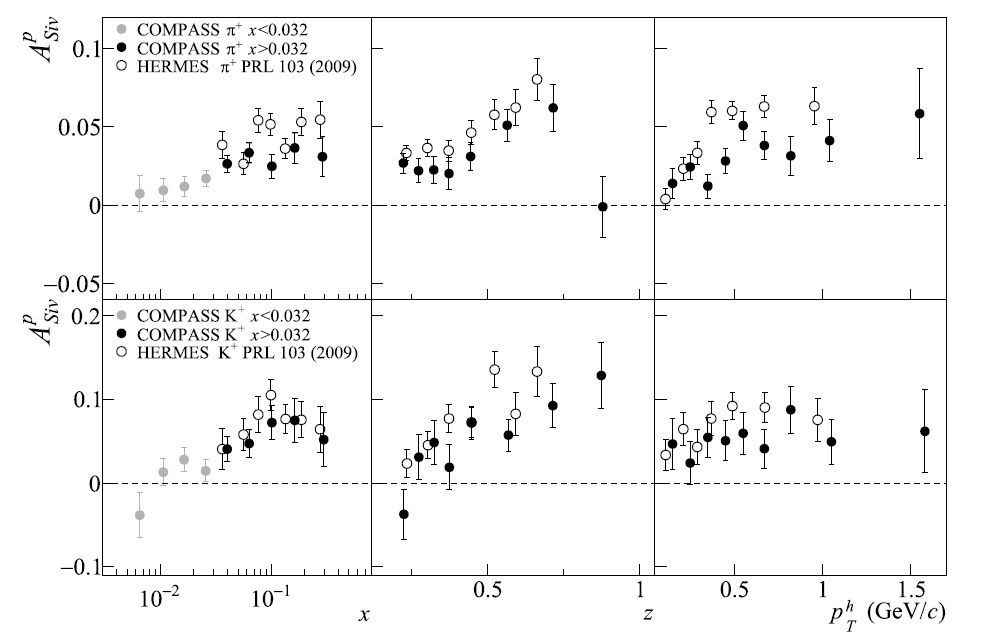 A^p_Siv
COMPASS π⁺ x<0.032
COMPASS π⁺ x>0.032
HERMES π⁺ PRL 103 (2009)
0.1
0.05
0
−0.05
A^p_Siv
COMPASS K⁺ x<0.032
COMPASS K⁺ x>0.032
HERMES K⁺ PRL 103 (2009)
0.2
0.1
0
−0.1
10⁻² 10⁻¹ 0.5 1 0.5 1 1.5
x z p^h_T (GeV/c)